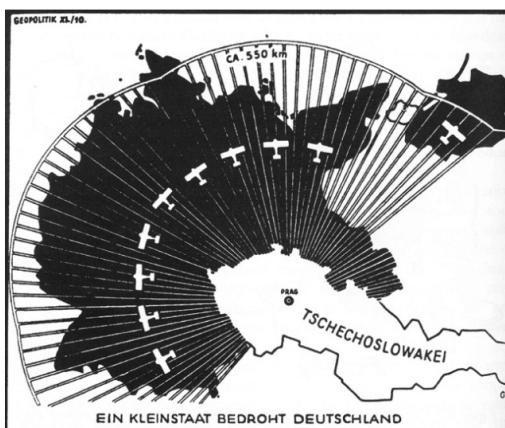 GEOPOLITIK XI./10.
CA. 550 km
PRAG
TSCHECHOSLOWAKEI
EIN KLEINSTAAT BEDROHT DEUTSCHLAND